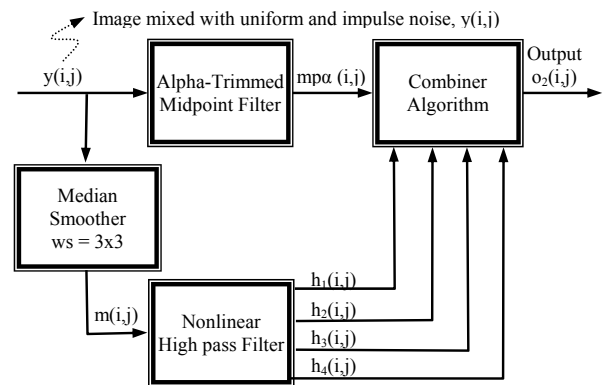 Image mixed with uniform and impulse noise, y(i,j)
y(i,j)
Alpha-Trimmed
Midpoint Filter
mpα (i,j)
Combiner
Algorithm
Output
o₂(i,j)
Median
Smoother
ws = 3x3
m(i,j)
Nonlinear
High pass Filter
h₁(i,j)
h₂(i,j)
h₃(i,j)
h₄(i,j)